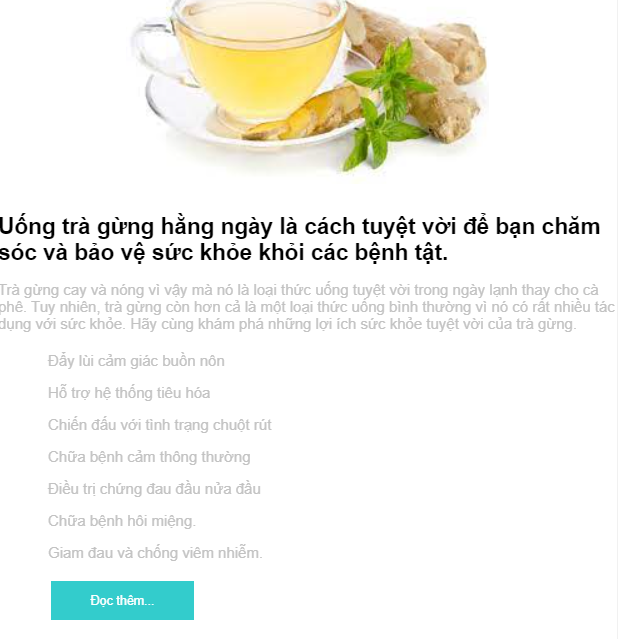 Uống trà gừng hằng ngày là cách tuyệt vời để bạn chăm
sóc và bảo vệ sức khỏe khỏi các bệnh tật.
Trà gừng cay và nóng vì vậy mà nó là loại thức uống tuyệt vời trong ngày lạnh thay cho cà
phê. Tuy nhiên, trà gừng còn hơn cả là một loại thức uống bình thường vì nó có rất nhiều tác
dụng với sức khỏe. Hãy cùng khám phá những lợi ích sức khỏe tuyệt vời của trà gừng.
Đẩy lùi cảm giác buồn nôn
Hỗ trợ hệ thống tiêu hóa
Chiến đấu với tình trạng chuột rút
Chữa bệnh cảm thông thường
Điều trị chứng đau đầu nửa đầu
Chữa bệnh hôi miệng.
Giam đau và chống viêm nhiễm.
Đọc thêm...